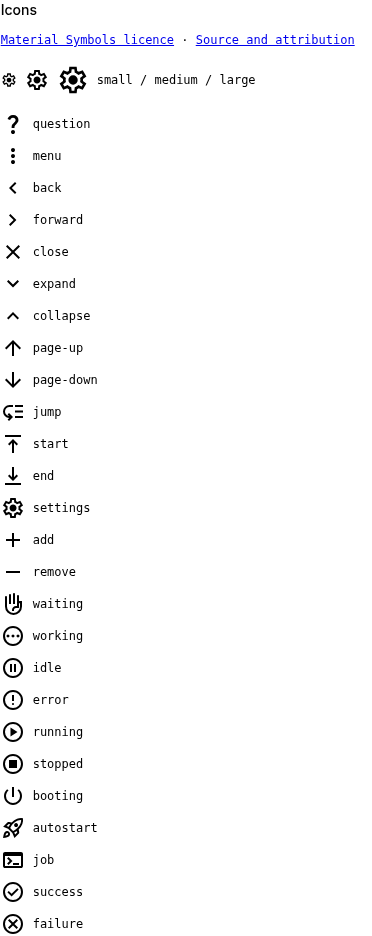 Icons
Material Symbols licence · Source and attribution
small / medium / large
question
menu
back
forward
close
expand
collapse
page-up
page-down
jump
start
end
settings
add
remove
waiting
working
idle
error
running
stopped
booting
autostart
job
success
failure